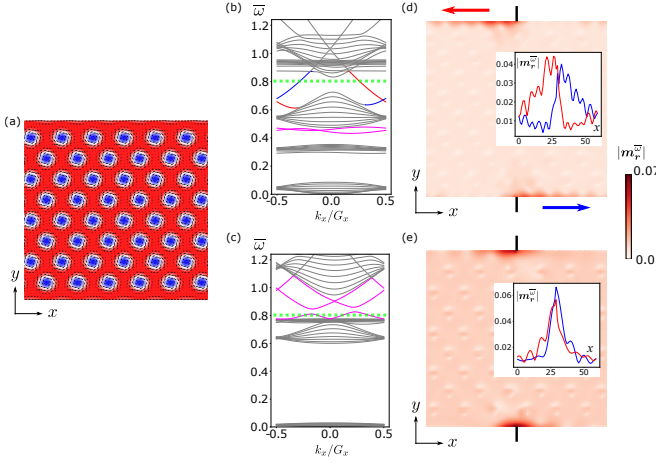 (a)
y
x
(b)
ω̅
1.2
1.0
0.8
0.6
0.4
0.2
0.0
-0.5
0.0
0.5
k_x/G_x
(c)
ω̅
1.2
1.0
0.8
0.6
0.4
0.2
0.0
-0.5
0.0
0.5
k_x/G_x
(d)
|m_r^ω̅|
0.04
0.03
0.02
0.01
x
0
25
50
y
x
(e)
|m_r^ω̅|
0.06
0.04
0.02
x
0
25
50
y
x
|m_r^ω̅|
0.07
0.0